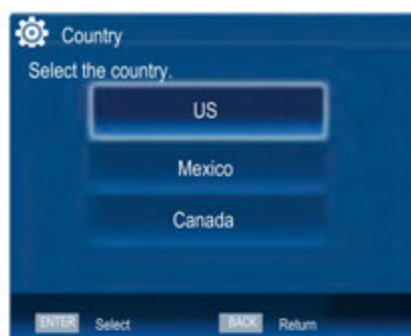 Country
Select the country.
US
Mexico
Canada
ENTER Select BACK Return